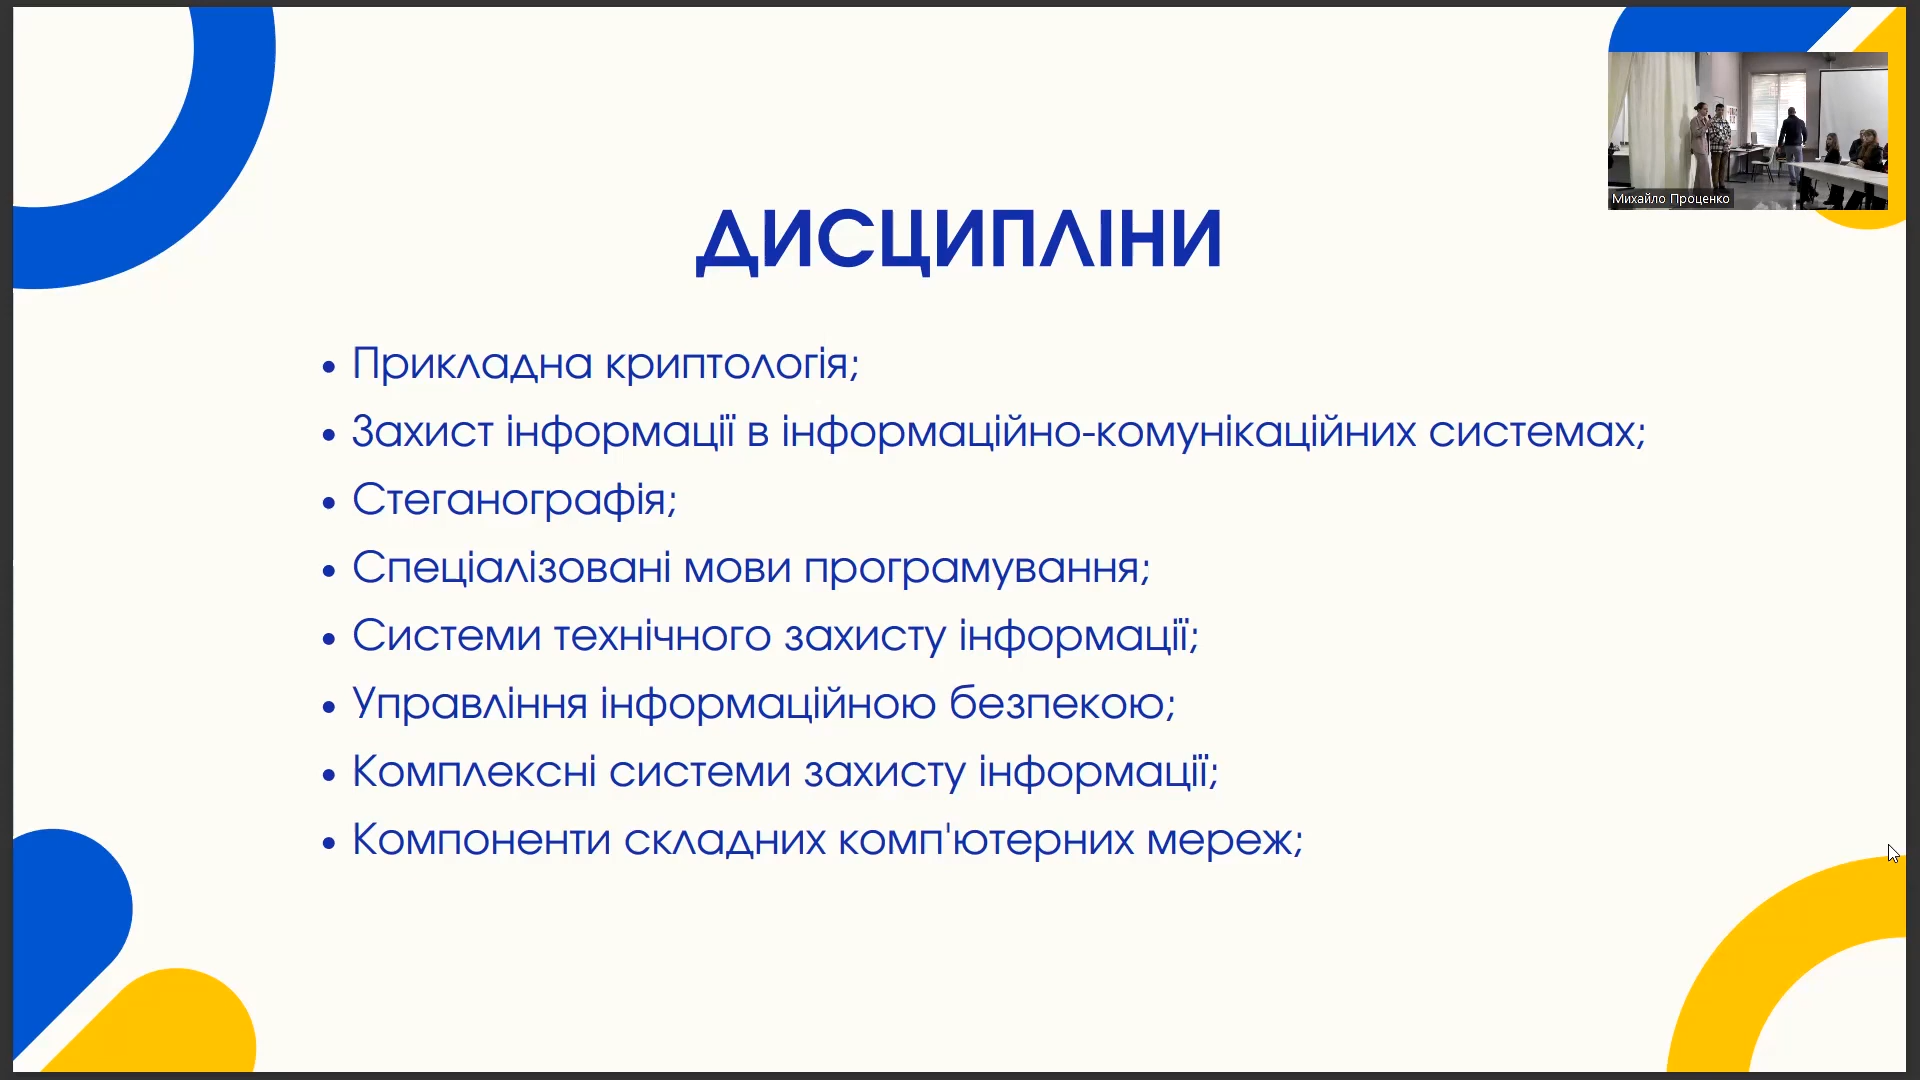 Михайло Проценко
ДИСЦИПЛІНИ
• Прикладна криптологія;
• Захист інформації в інформаційно-комунікаційних системах;
• Стеганографія;
• Спеціалізовані мови програмування;
• Системи технічного захисту інформації;
• Управління інформаційною безпекою;
• Комплексні системи захисту інформації;
• Компоненти складних комп'ютерних мереж;